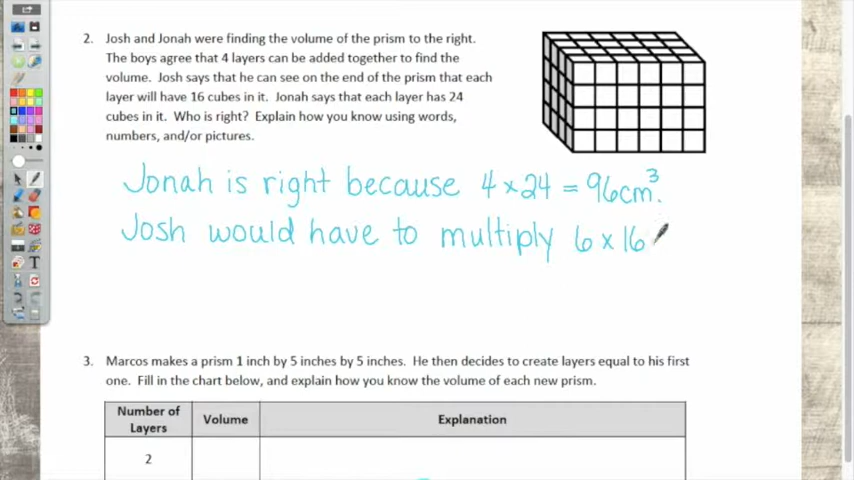 2. Josh and Jonah were finding the volume of the prism to the right.
The boys agree that 4 layers can be added together to find the
volume. Josh says that he can see on the end of the prism that each
layer will have 16 cubes in it. Jonah says that each layer has 24
cubes in it. Who is right? Explain how you know using words,
numbers, and/or pictures.
Jonah is right because 4 × 24 = 96cm³.
Josh would have to multiply 6 × 16
3. Marcos makes a prism 1 inch by 5 inches by 5 inches. He then decides to create layers equal to his first
one. Fill in the chart below, and explain how you know the volume of each new prism.
Number of Layers Volume Explanation
2